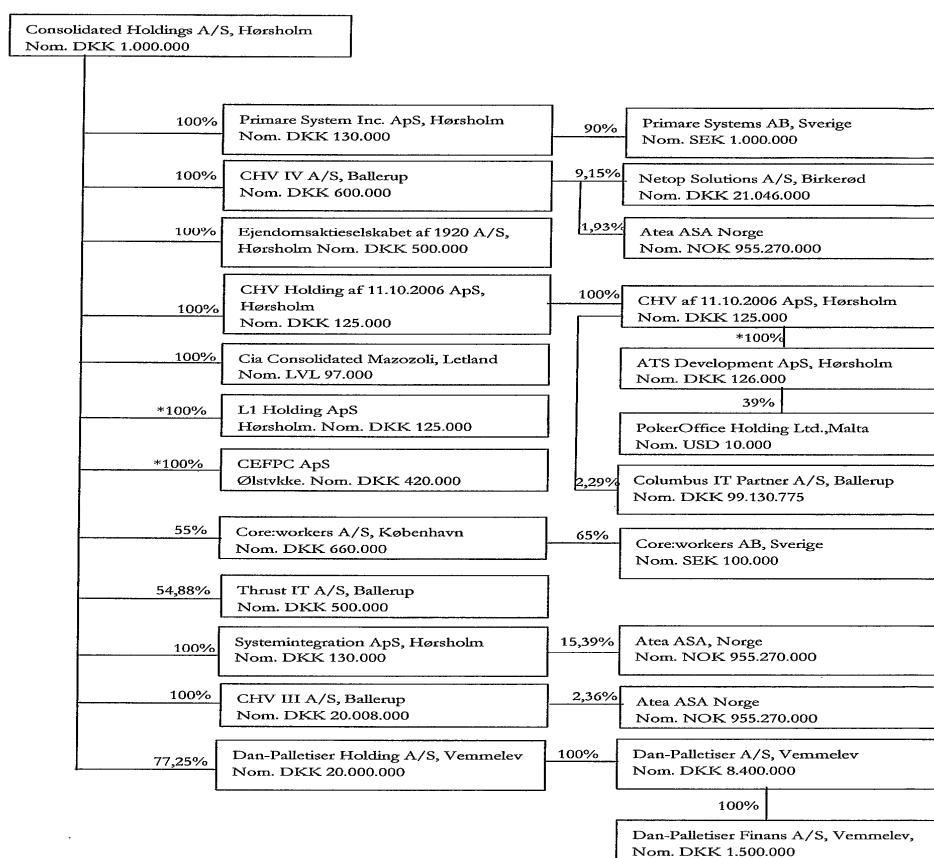 Consolidated Holdings A/S, Hørsholm
Nom. DKK 1.000.000
100%
Primare System Inc. ApS, Hørsholm
Nom. DKK 130.000
90%
Primare Systems AB, Sverige
Nom. SEK 1.000.000
100%
CHV IV A/S, Ballerup
Nom. DKK 600.000
9,15%
Netop Solutions A/S, Birkerød
Nom. DKK 21.046.000
1,93%
Atea ASA Norge
Nom. NOK 955.270.000
100%
Ejendomsaktieselskabet af 1920 A/S,
Hørsholm Nom. DKK 500.000
100%
CHV Holding af 11.10.2006 ApS,
Hørsholm
Nom. DKK 125.000
100%
CHV af 11.10.2006 ApS, Hørsholm
Nom. DKK 125.000
*100%
ATS Development ApS, Hørsholm
Nom. DKK 126.000
39%
PokerOffice Holding Ltd.,Malta
Nom. USD 10.000
2,29%
Columbus IT Partner A/S, Ballerup
Nom. DKK 99.130.775
100%
Cia Consolidated Mazozoli, Letland
Nom. LVL 97.000
*100%
L1 Holding ApS
Hørsholm. Nom. DKK 125.000
*100%
CEFPC ApS
Ølstykke. Nom. DKK 420.000
55%
Core:workers A/S, København
Nom. DKK 660.000
65%
Core:workers AB, Sverige
Nom. SEK 100.000
54,88%
Thrust IT A/S, Ballerup
Nom. DKK 500.000
100%
Systemintegration ApS, Hørsholm
Nom. DKK 130.000
15,39%
Atea ASA, Norge
Nom. NOK 955.270.000
100%
CHV III A/S, Ballerup
Nom. DKK 20.008.000
2,36%
Atea ASA Norge
Nom. NOK 955.270.000
77,25%
Dan-Palletiser Holding A/S, Vemmelev
Nom. DKK 20.000.000
100%
Dan-Palletiser A/S, Vemmelev
Nom. DKK 8.400.000
100%
Dan-Palletiser Finans A/S, Vemmelev,
Nom. DKK 1.500.000